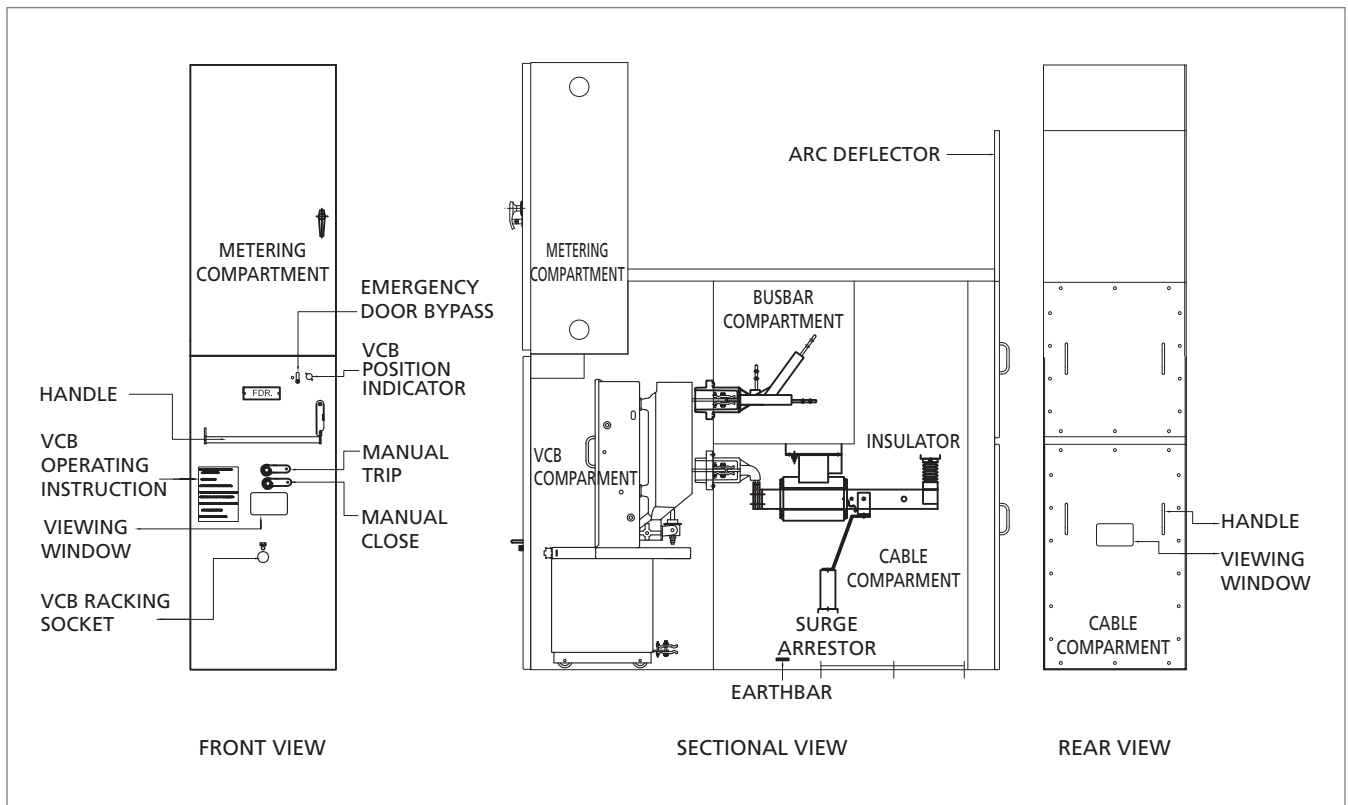 METERING
COMPARTMENT
EMERGENCY
DOOR BYPASS
VCB
POSITION
INDICATOR
FDR.
HANDLE
VCB
OPERATING
INSTRUCTION
MANUAL
TRIP
VIEWING
WINDOW
MANUAL
CLOSE
VCB RACKING
SOCKET
FRONT VIEW
ARC DEFLECTOR
METERING
COMPARTMENT
BUSBAR
COMPARTMENT
VCB
COMPARMENT
INSULATOR
CABLE
COMPARMENT
SURGE
ARRESTOR
EARTHBAR
SECTIONAL VIEW
HANDLE
VIEWING
WINDOW
CABLE
COMPARMENT
REAR VIEW